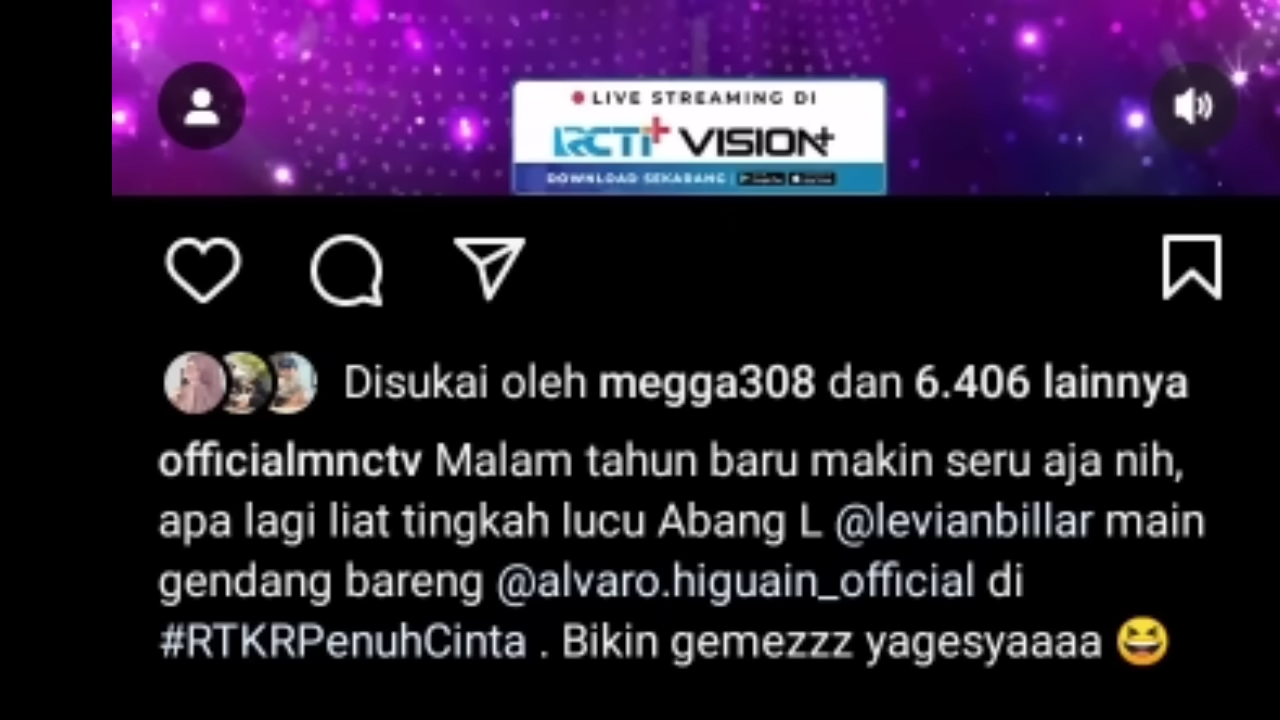 LIVE STREAMING DI
RCTI+ VISION+
DOWNLOAD SEKARANG
Disukai oleh megga308 dan 6.406 lainnya
officialmnctv Malam tahun baru makin seru aja nih,
apa lagi liat tingkah lucu Abang L @levianbillar main
gendang bareng @alvaro.higuain_official di
#RTKRPenuhCinta . Bikin gemezzz yagesyaaaa 😆